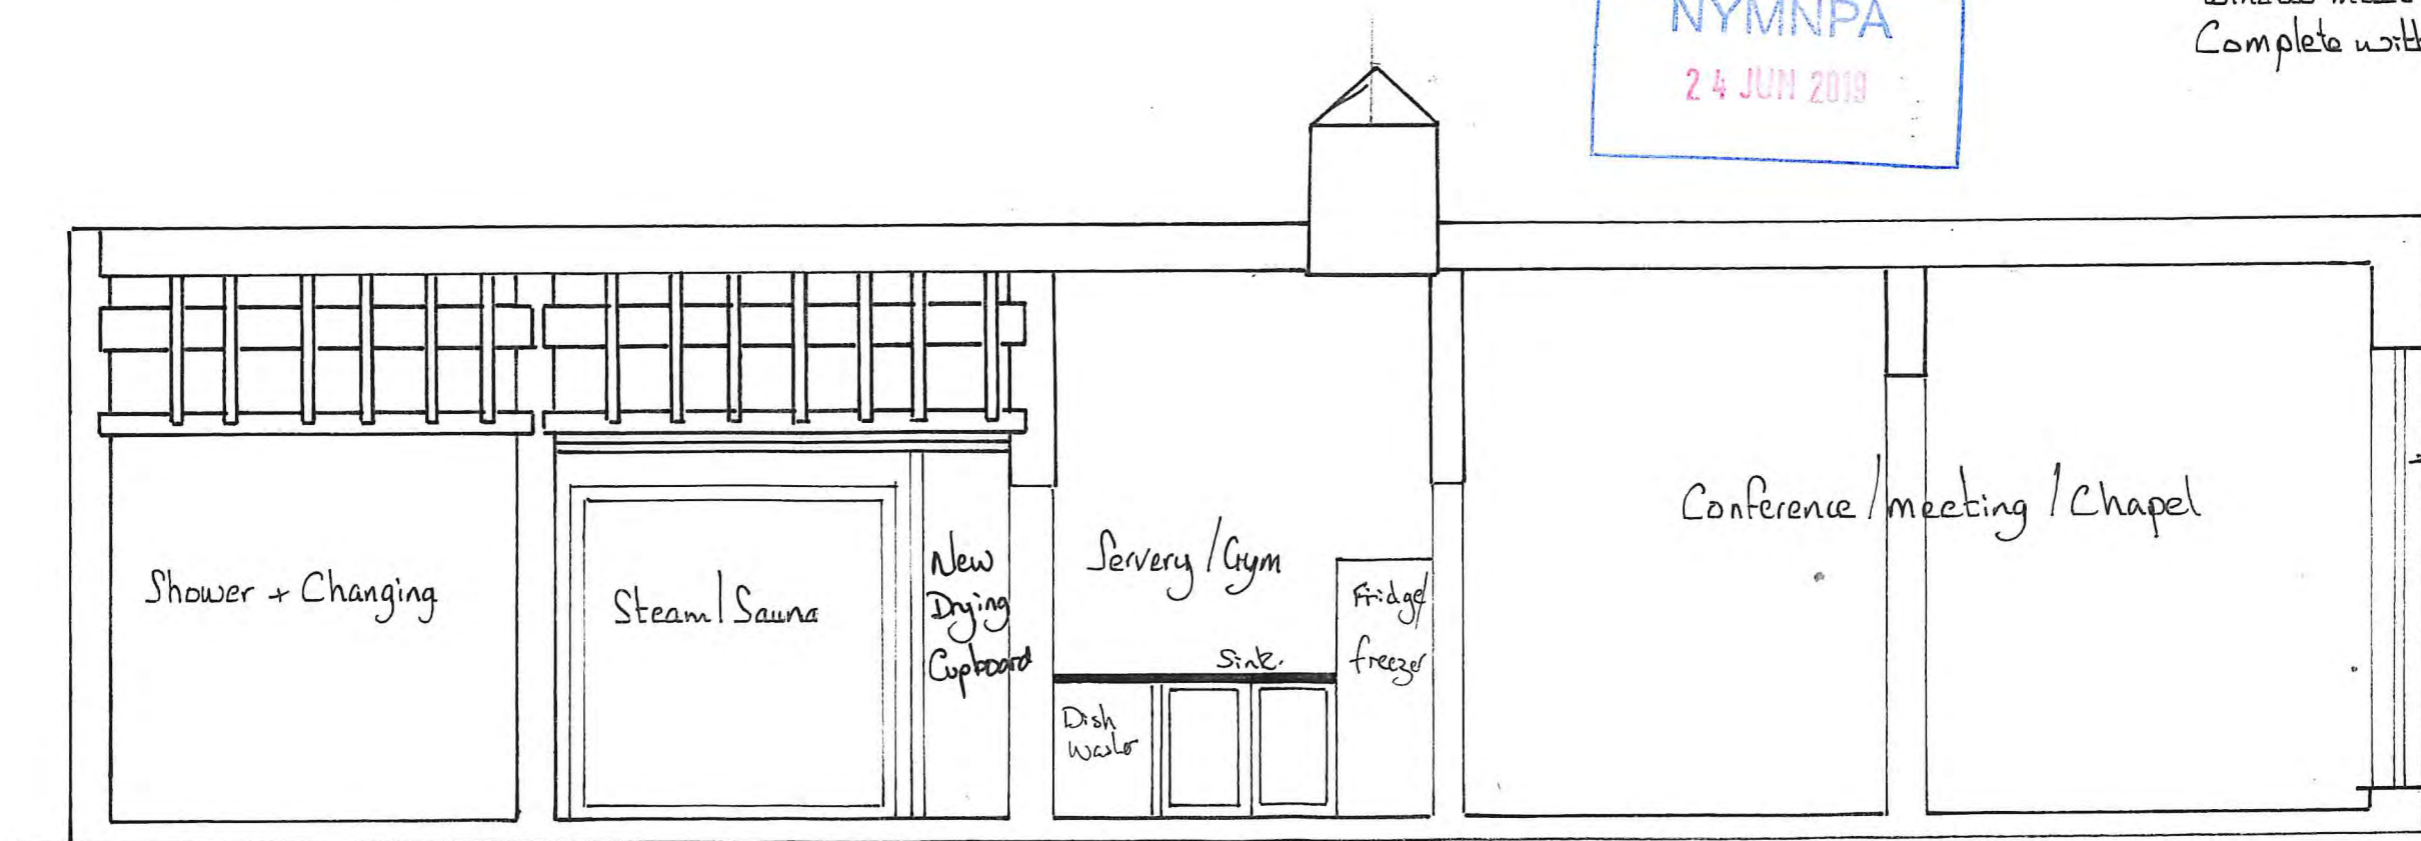 NYMNPA
24 JUN 2019
Complete with
Shower + Changing
Steam/Sauna
New
Drying
Cupboard
Servery/Gym
Sink.
Fridge/
freezer
Dish
Washer
Conference/meeting/Chapel